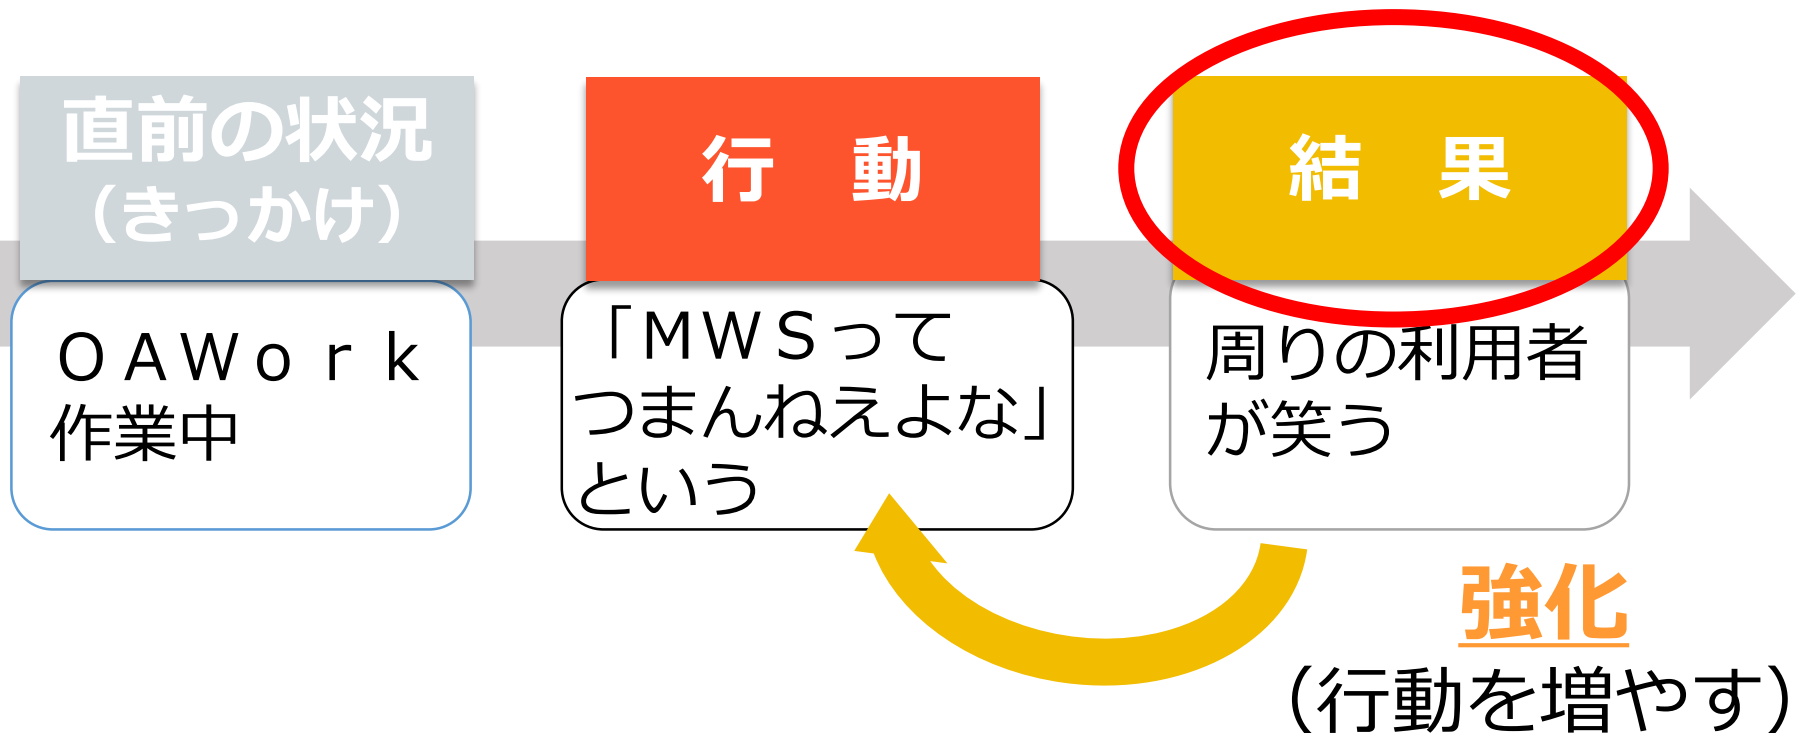 直前の状況
（きっかけ）
行　動
結　果
ＯＡＷｏｒｋ
作業中
「ＭＷＳって
つまんねえよな」
という
周りの利用者
が笑う
強化
（行動を増やす）